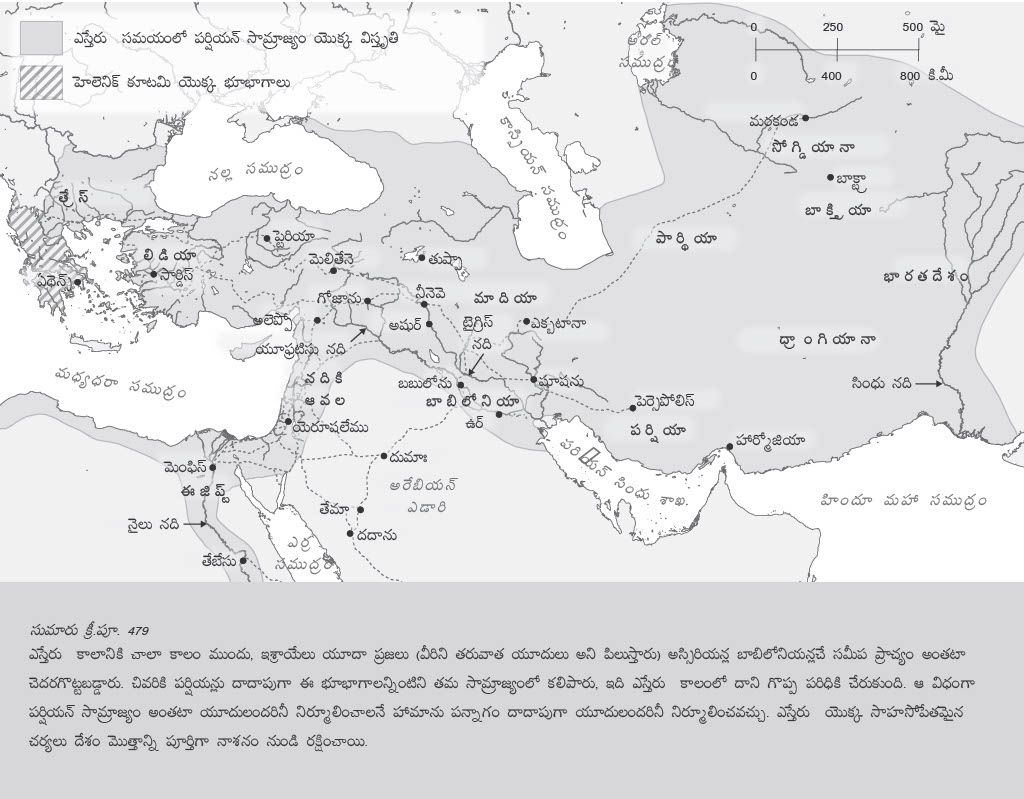 ఎస్తేరు సమయంలో పర్షియన్ సామ్రాజ్యం యొక్క విస్తృతి
హెలెనిక్ కూటమి యొక్క భూభాగాలు
0 250 500 మై
0 400 800 కి.మీ
అరల్
సముద్రం
మరకండ
సోగ్డియానా
బాక్ట్రా
బాక్ట్రియా
కాస్పియన్ సముద్రం
నల్ల సముద్రం
త్రేస్
ప్టెరియా
పార్థియా
లిడియా
మెలితేనె
తుష్పా
సార్డిస్
ఏథెన్స్
భారతదేశం
నీనెవె
మాదియా
గోజాను
అలెప్పో
అషుర్
టైగ్రిస్
నది
ఎక్బటానా
ద్రాంగియానా
యూఫ్రటిసు నది
మధ్యధరా సముద్రం
నదికి
ఆవల
బబులోను
షూషను
సింధు నది
బాబిలోనియా
పెర్సెపోలిస్
ఉర్
యెరూషలేము
పర్షియా
హార్మోజియా
దుమాః
మెంఫిస్
పర్షియన్ సింధు శాఖ
అరేబియన్
ఎడారి
ఈజిప్ట్
హిందూ మహా సముద్రం
తేమా
నైలు నది
దదాను
ఎర్ర
సముద్రం
తేబేసు
సుమారు క్రీ.పూ. 479
ఎస్తేరు కాలానికి చాలా కాలం ముందు, ఇశ్రాయేలు యూదా ప్రజలు (వీరిని తరువాత యూదులు అని పిలుస్తారు) అస్సిరియన్ల బాబిలోనియన్లచే సమీప ప్రాచ్యం అంతటా
చెదరగొట్టబడ్డారు. చివరికి పర్షియన్లు దాదాపుగా ఈ భూభాగాలన్నింటిని తమ సామ్రాజ్యంలో కలిపారు, ఇది ఎస్తేరు కాలంలో దాని గొప్ప పరిధికి చేరుకుంది. ఆ విధంగా
పర్షియన్ సామ్రాజ్యం అంతటా యూదులందరినీ నిర్మూలించాలనే హామాను పన్నాగం దాదాపుగా యూదులందరినీ నిర్మూలించవచ్చు. ఎస్తేరు యొక్క సాహసోపేతమైన
చర్యలు దేశం మొత్తాన్ని పూర్తిగా నాశనం నుండి రక్షించాయి.